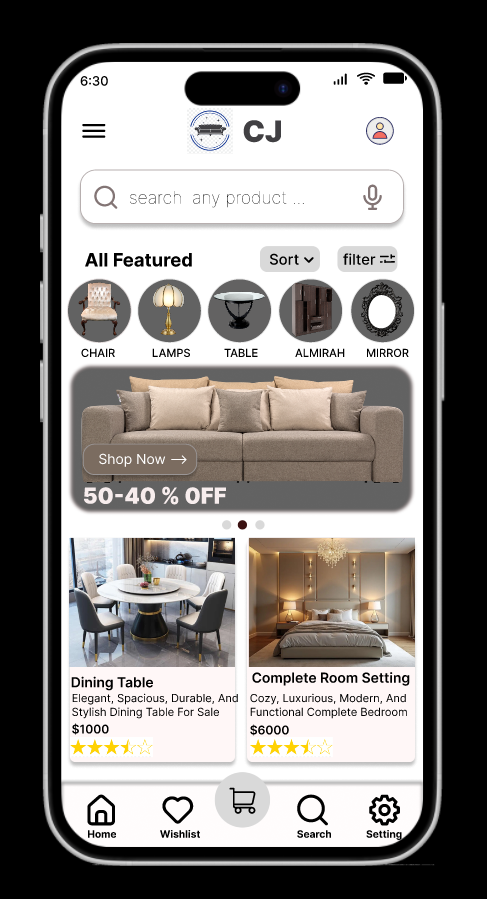 6:30
CJ
search any product ...
All Featured
Sort
filter
CHAIR
LAMPS
TABLE
ALMIRAH
MIRROR
Shop Now
50-40 % 0FF
Dining Table
Elegant, Spacious, Durable, And
Stylish Dining Table For Sale
$1000
Complete Room Setting
Cozy, Luxurious, Modern, And
Functional Complete Bedroom
$6000
Home
Wishlist
Search
Setting